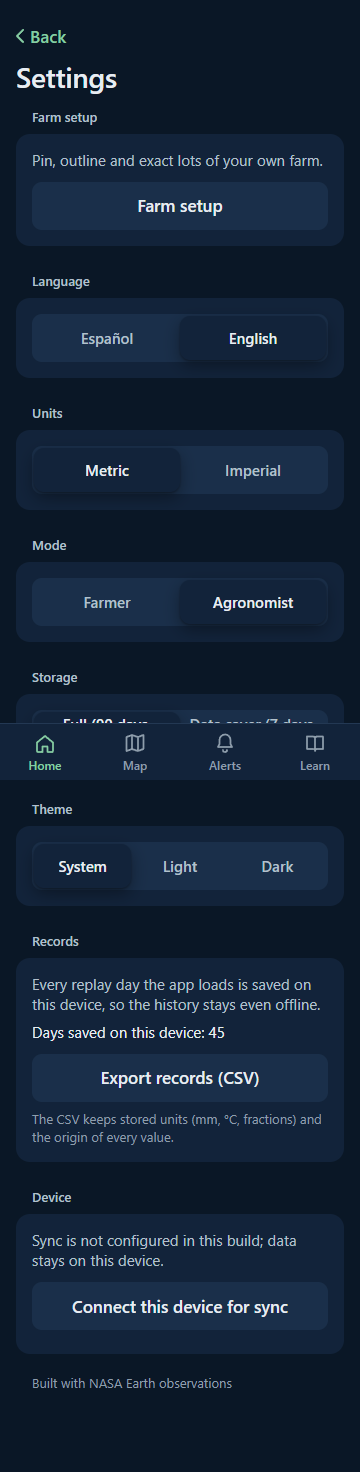 Back
Settings
Farm setup
Pin, outline and exact lots of your own farm.
Farm setup
Language
Español English
Units
Metric Imperial
Mode
Farmer Agronomist
Storage
Home Map Alerts Learn
Theme
System Light Dark
Records
Every replay day the app loads is saved on
this device, so the history stays even offline.
Days saved on this device: 45
Export records (CSV)
The CSV keeps stored units (mm, °C, fractions) and
the origin of every value.
Device
Sync is not configured in this build; data
stays on this device.
Connect this device for sync
Built with NASA Earth observations